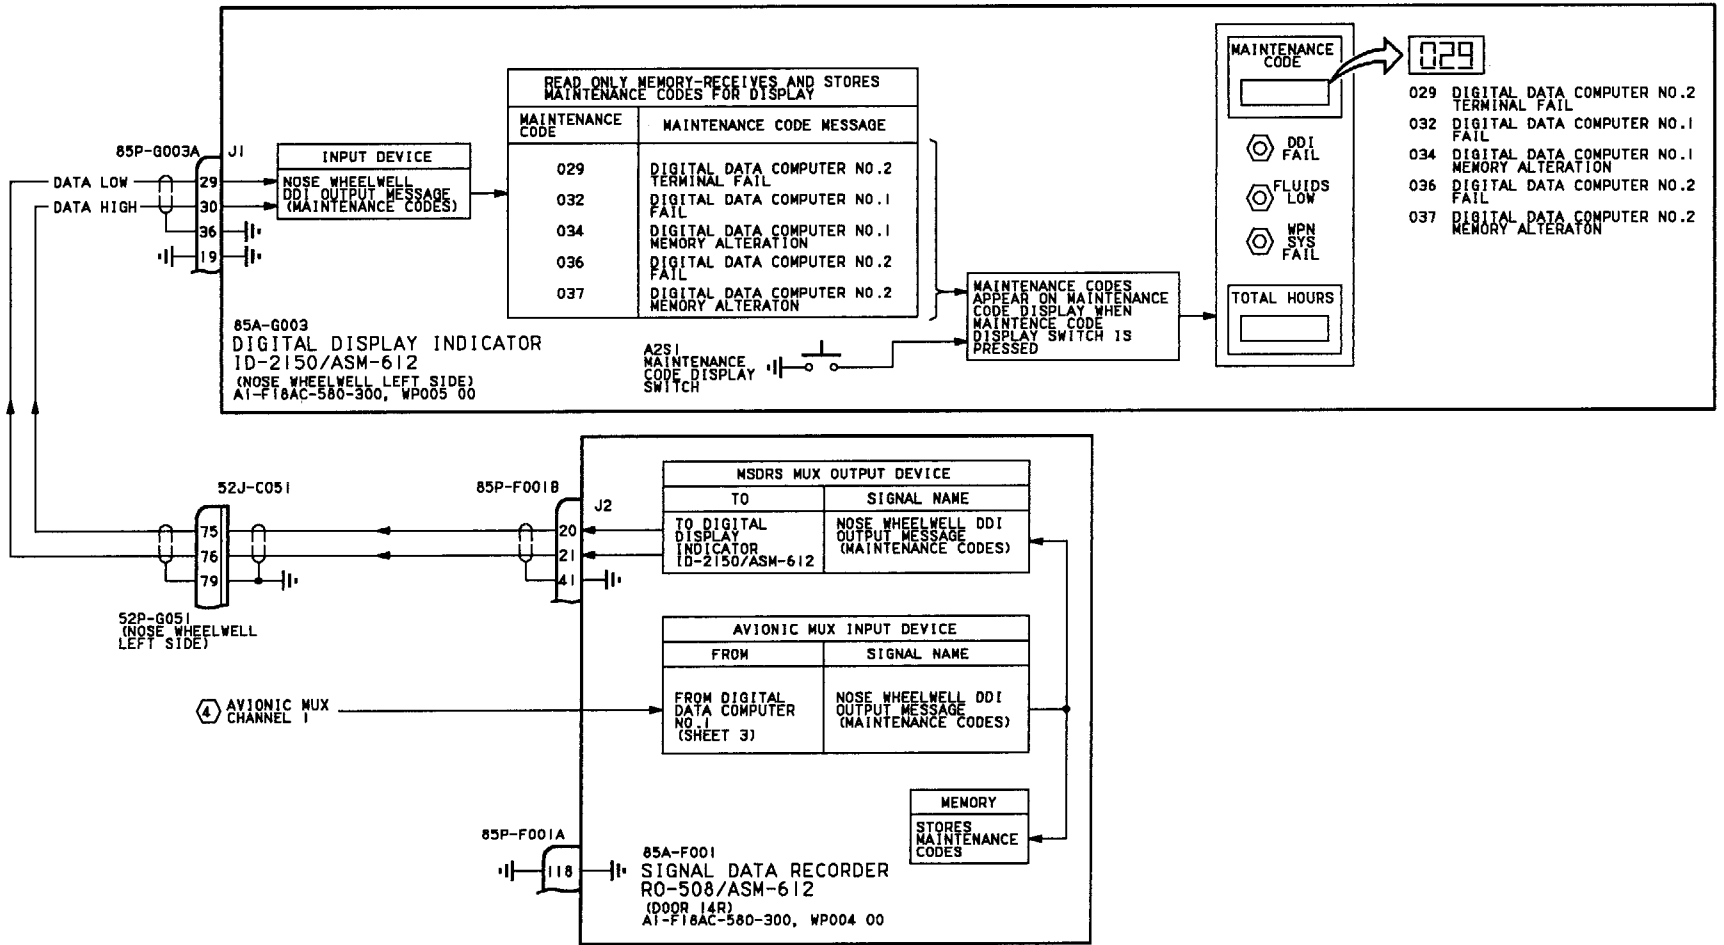 85P-G003A
J1
DATA LOW
DATA HIGH
29
30
36
19
INPUT DEVICE
NOSE WHEELWELL
DDI OUTPUT MESSAGE
(MAINTENANCE CODES)
READ ONLY MEMORY-RECEIVES AND STORES
MAINTENANCE CODES FOR DISPLAY
MAINTENANCE
CODE
MAINTENANCE CODE MESSAGE
029 DIGITAL DATA COMPUTER NO.2
TERMINAL FAIL
032 DIGITAL DATA COMPUTER NO.1
FAIL
034 DIGITAL DATA COMPUTER NO.1
MEMORY ALTERATION
036 DIGITAL DATA COMPUTER NO.2
FAIL
037 DIGITAL DATA COMPUTER NO.2
MEMORY ALTERATON
85A-G003
DIGITAL DISPLAY INDICATOR
ID-2150/ASM-612
(NOSE WHEELWELL LEFT SIDE)
A1-F18AC-580-300, WP005 00
A2S1
MAINTENANCE
CODE DISPLAY
SWITCH
MAINTENANCE CODES
APPEAR ON MAINTENANCE
CODE DISPLAY WHEN
MAINTENCE CODE
DISPLAY SWITCH IS
PRESSED
MAINTENANCE
CODE
DDI
FAIL
FLUIDS
LOW
WPN
SYS
FAIL
TOTAL HOURS
029
029 DIGITAL DATA COMPUTER NO.2
TERMINAL FAIL
032 DIGITAL DATA COMPUTER NO.1
FAIL
034 DIGITAL DATA COMPUTER NO.1
MEMORY ALTERATION
036 DIGITAL DATA COMPUTER NO.2
FAIL
037 DIGITAL DATA COMPUTER NO.2
MEMORY ALTERATON
52J-C051
75
76
79
52P-G051
(NOSE WHEELWELL
LEFT SIDE)
85P-F001B
J2
20
21
41
MSDRS MUX OUTPUT DEVICE
TO
SIGNAL NAME
TO DIGITAL
DISPLAY
INDICATOR
ID-2150/ASM-612
NOSE WHEELWELL DDI
OUTPUT MESSAGE
(MAINTENANCE CODES)
AVIONIC MUX INPUT DEVICE
FROM
SIGNAL NAME
FROM DIGITAL
DATA COMPUTER
NO.1
(SHEET 3)
NOSE WHEELWELL DDI
OUTPUT MESSAGE
(MAINTENANCE CODES)
4 AVIONIC MUX
CHANNEL 1
MEMORY
STORES
MAINTENANCE
CODES
85P-F001A
118
85A-F001
SIGNAL DATA RECORDER
RO-508/ASM-612
(DOOR 14R)
A1-F18AC-580-300, WP004 00